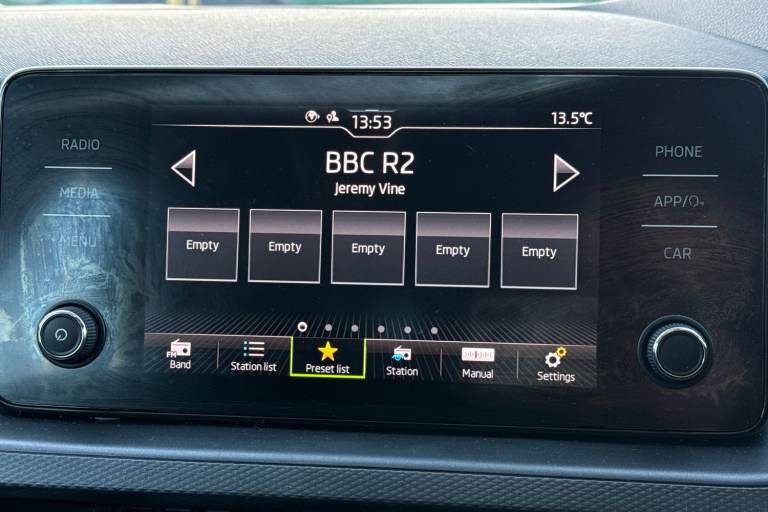 13:53
13.5°C
RADIO
MEDIA
MENU
BBC R2
Jeremy Vine
Empty
Empty
Empty
Empty
Empty
FM
Band
Station list
Preset list
Station
Manual
Settings
PHONE
APP/
CAR